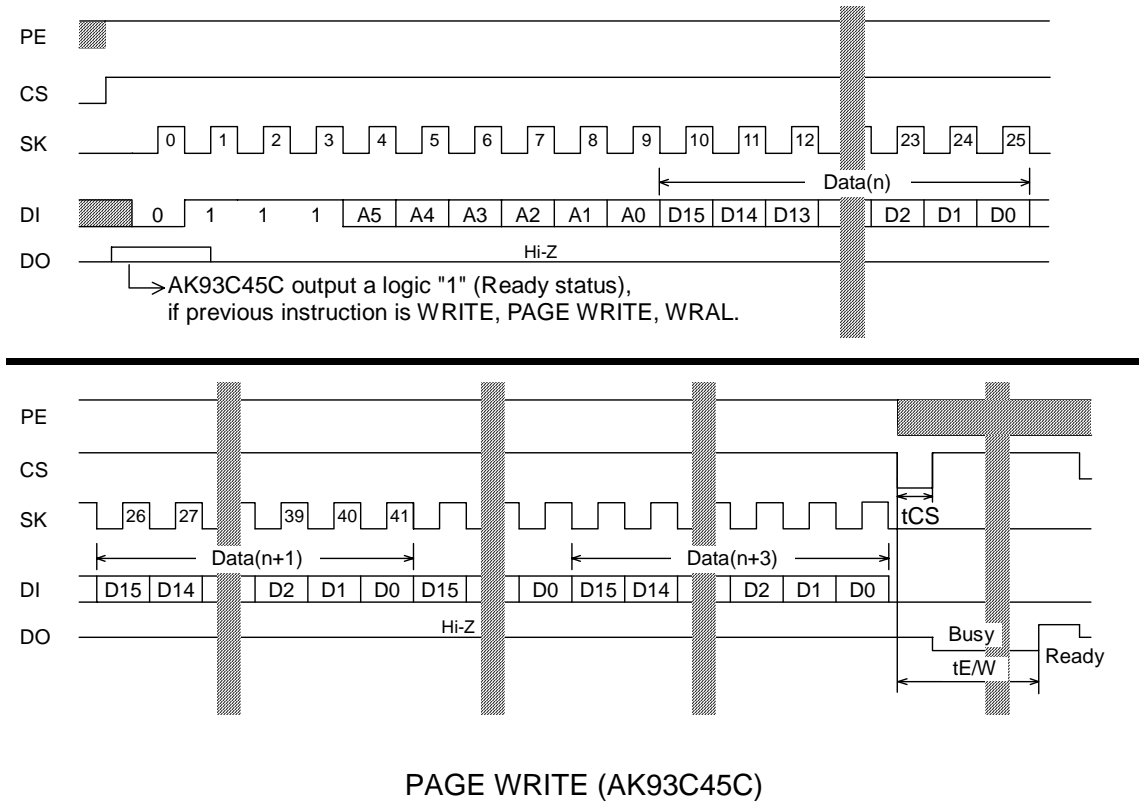 PE
CS
SK 0 1 2 3 4 5 6 7 8 9 10 11 12 23 24 25
Data(n)
DI 0 1 1 1 A5 A4 A3 A2 A1 A0 D15 D14 D13 D2 D1 D0
DO Hi-Z
AK93C45C output a logic "1" (Ready status),
if previous instruction is WRITE, PAGE WRITE, WRAL.
PE
CS
SK 26 27 39 40 41 tCS
Data(n+1) Data(n+3)
DI D15 D14 D2 D1 D0 D15 D0 D15 D14 D2 D1 D0
DO Hi-Z Busy
Ready
tE/W
PAGE WRITE (AK93C45C)